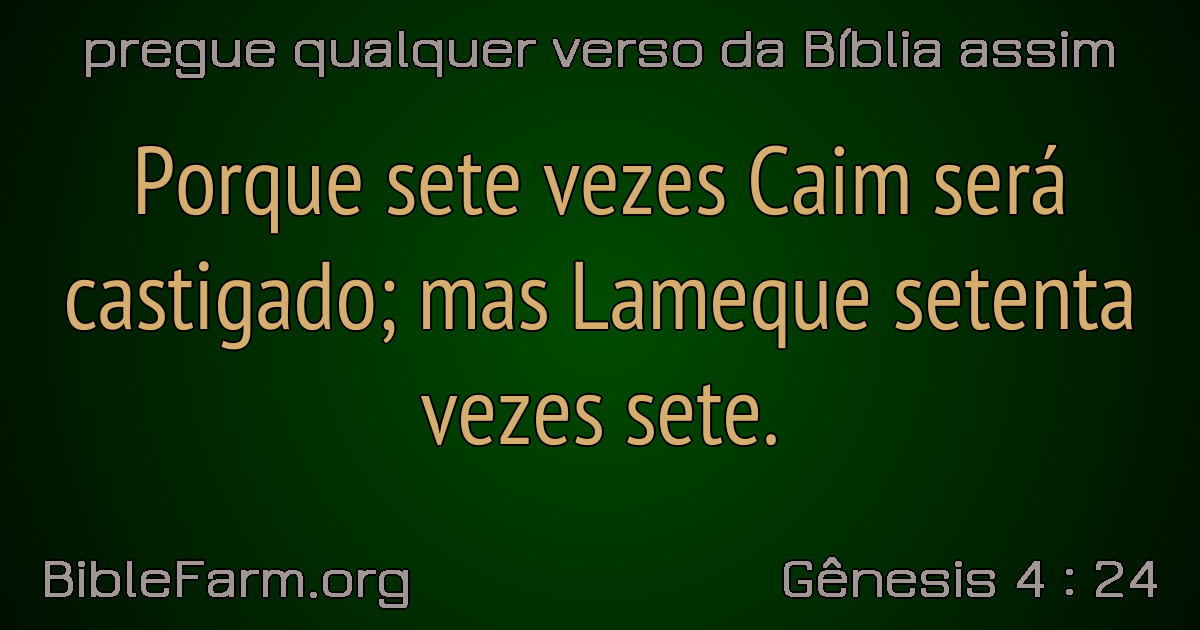 pregue qualquer verso da Bíblia assim
Porque sete vezes Caim será
castigado; mas Lameque setenta
vezes sete.
BibleFarm.org
Gênesis 4 : 24